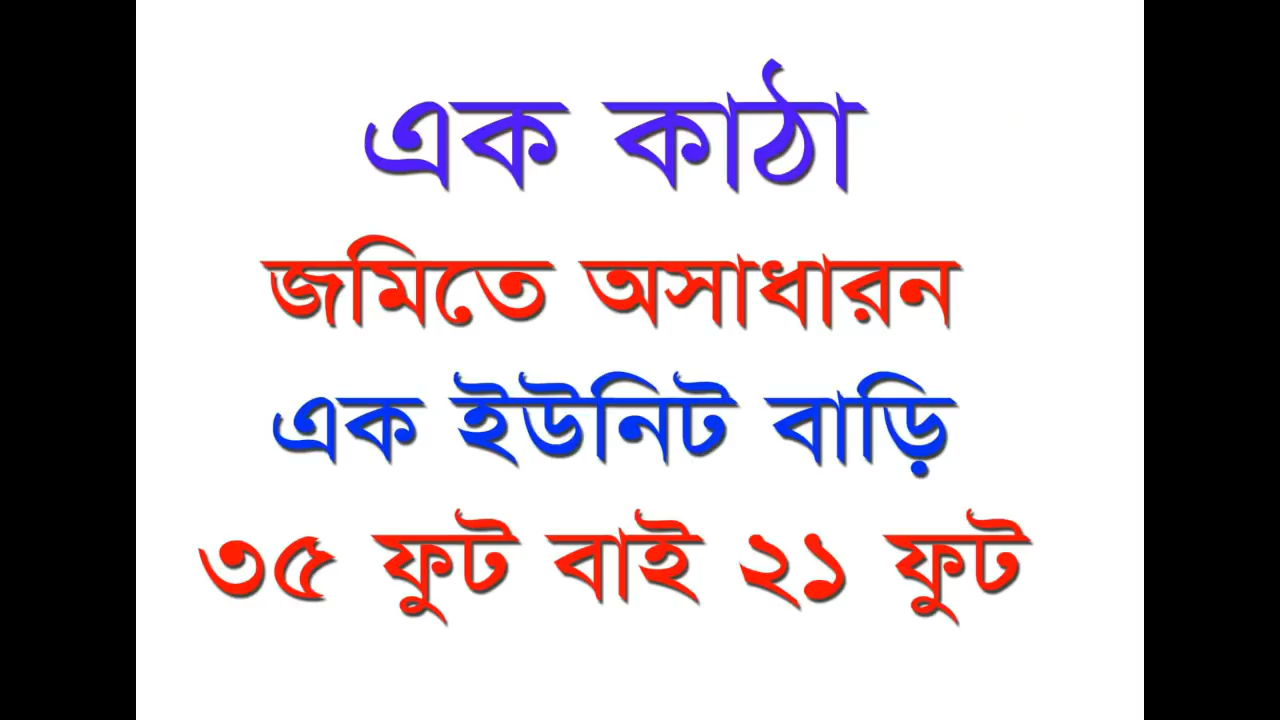 এক কাঠা
জমিতে অসাধারন
এক ইউনিট বাড়ি
৩৫ ফুট বাই ২১ ফুট